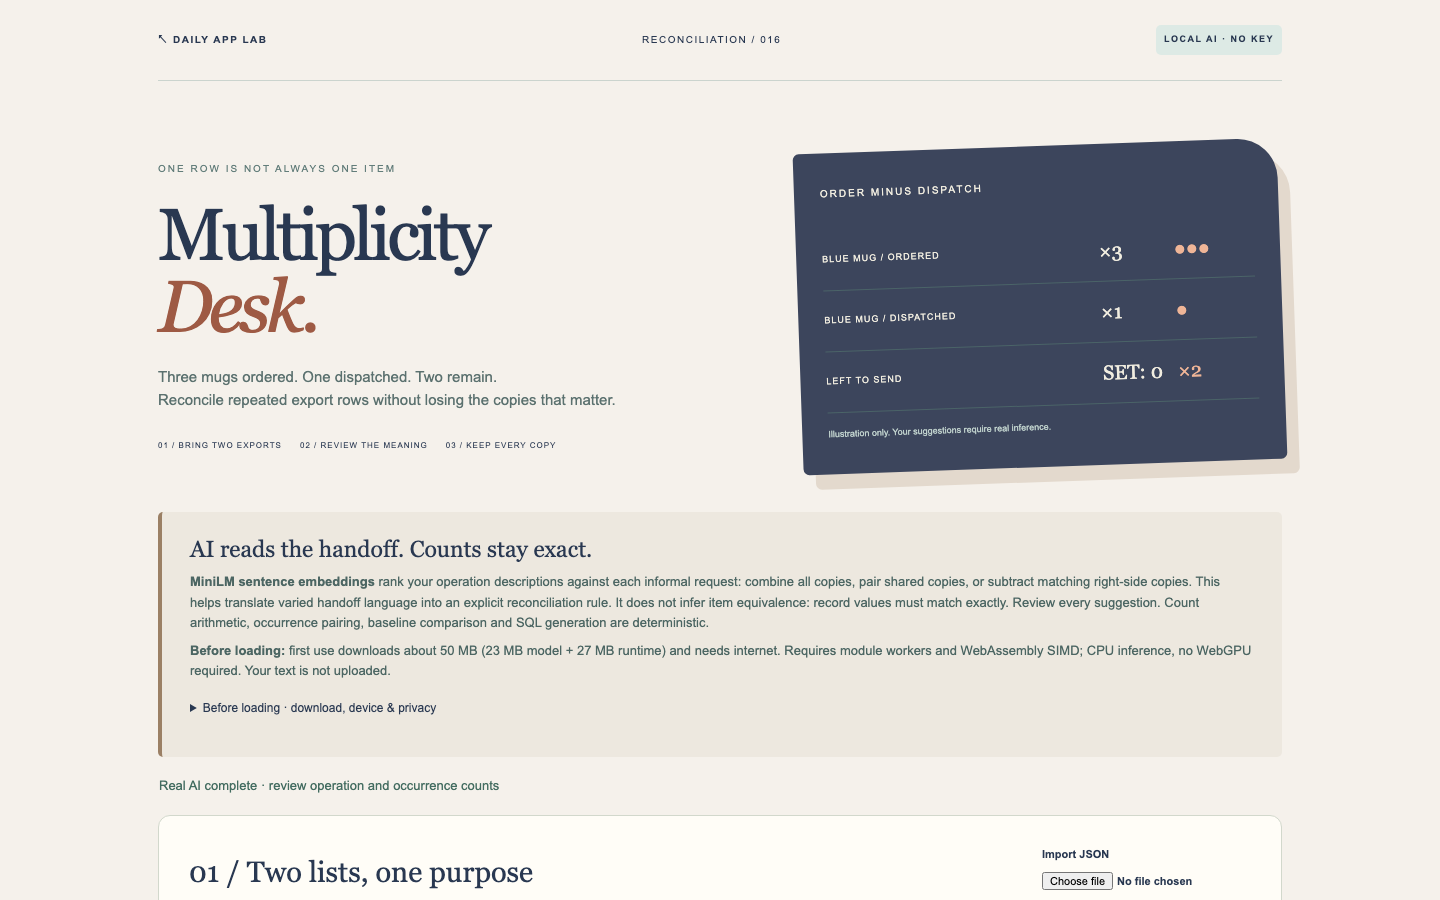 ↖ DAILY APP LAB
RECONCILIATION / 016
LOCAL AI · NO KEY
ONE ROW IS NOT ALWAYS ONE ITEM
Multiplicity
Desk.
Three mugs ordered. One dispatched. Two remain.
Reconcile repeated export rows without losing the copies that matter.
01 / BRING TWO EXPORTS 02 / REVIEW THE MEANING 03 / KEEP EVERY COPY
ORDER MINUS DISPATCH
BLUE MUG / ORDERED ×3
BLUE MUG / DISPATCHED ×1
LEFT TO SEND SET: 0 ×2
Illustration only. Your suggestions require real inference.
AI reads the handoff. Counts stay exact.
MiniLM sentence embeddings rank your operation descriptions against each informal request: combine all copies, pair shared copies, or subtract matching right-side copies. This
helps translate varied handoff language into an explicit reconciliation rule. It does not infer item equivalence: record values must match exactly. Review every suggestion. Count
arithmetic, occurrence pairing, baseline comparison and SQL generation are deterministic.
Before loading: first use downloads about 50 MB (23 MB model + 27 MB runtime) and needs internet. Requires module workers and WebAssembly SIMD; CPU inference, no WebGPU
required. Your text is not uploaded.
Before loading · download, device & privacy
Real AI complete · review operation and occurrence counts
01 / Two lists, one purpose
Import JSON
Choose file No file chosen